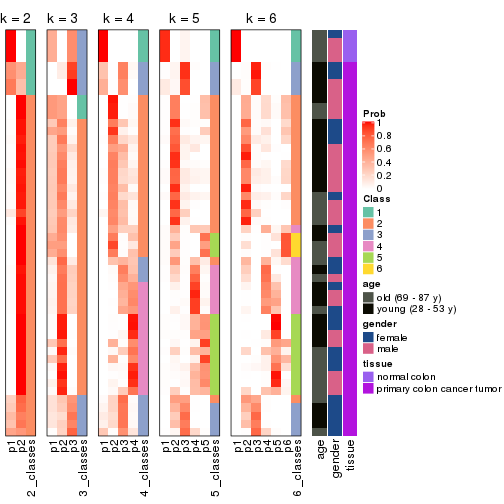 k = 2 k = 3 k = 4 k = 5 k = 6
Prob
1
0.8
0.6
0.4
0.2
0
Class
1
2
3
4
5
6
age
old (69 - 87 y)
young (28 - 53 y)
gender
female
male
tissue
normal colon
primary colon cancer tumor
p1
p2
2_classes
p1
p2
p3
3_classes
p1
p2
p3
p4
4_classes
p1
p2
p3
p4
p5
5_classes
p1
p2
p3
p4
p5
p6
6_classes
age
gender
tissue